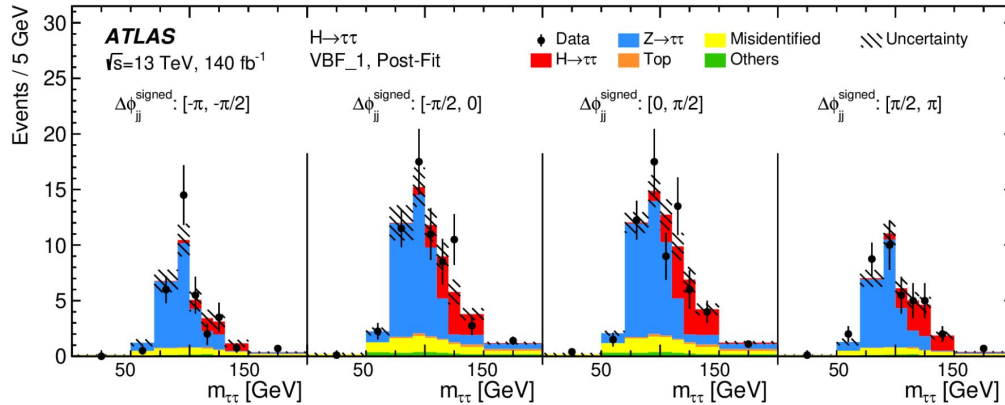 Events / 5 GeV
30
25
20
15
10
5
0
ATLAS
√s=13 TeV, 140 fb⁻¹
H→ττ
VBF_1, Post-Fit
Data
H→ττ
Z→ττ
Top
Misidentified
Others
Uncertainty
Δϕjj^signed: [-π, -π/2]
Δϕjj^signed: [-π/2, 0]
Δϕjj^signed: [0, π/2]
Δϕjj^signed: [π/2, π]
50 150 50 150 50 150 50 150
mττ [GeV] mττ [GeV] mττ [GeV] mττ [GeV]